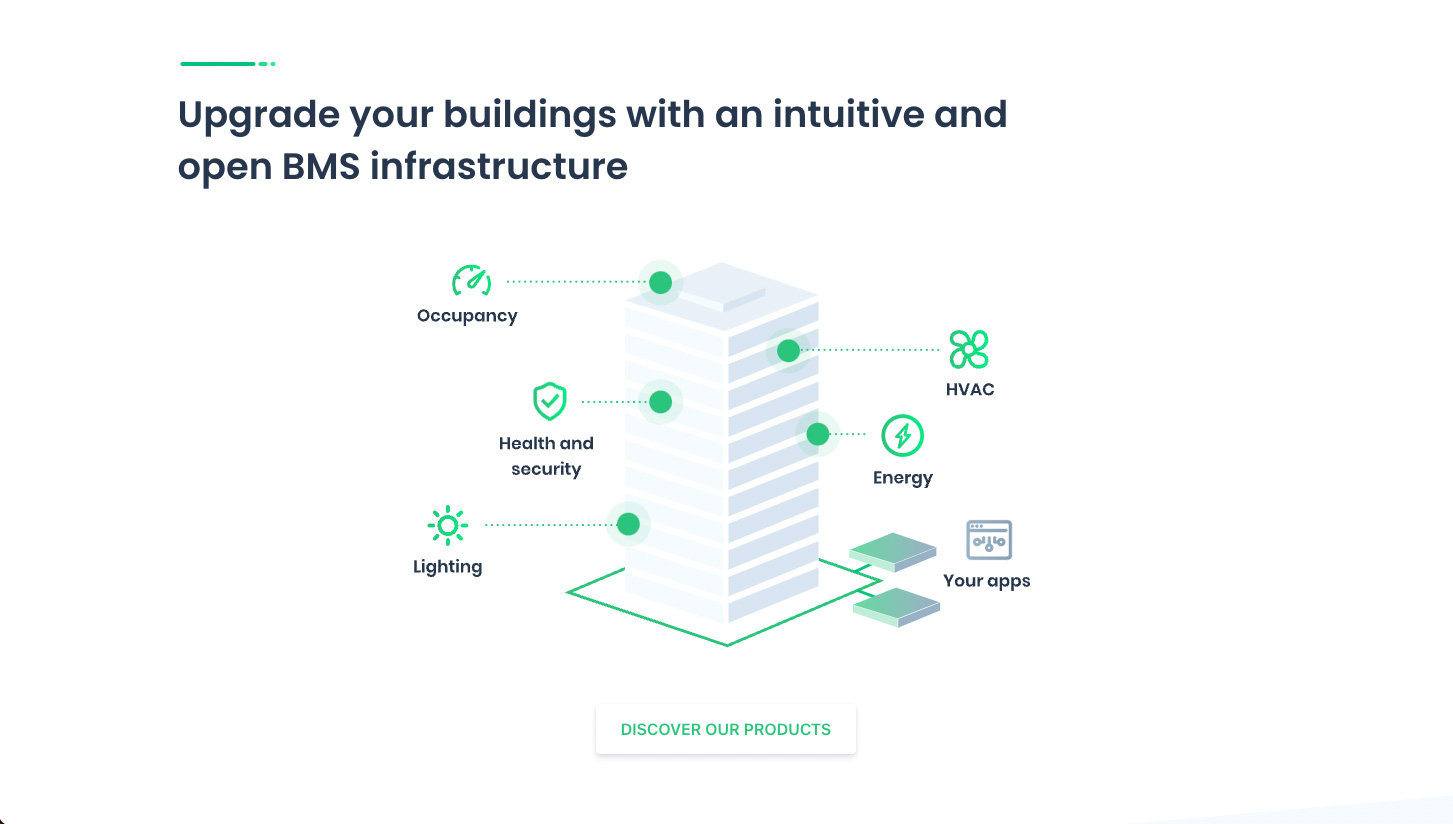 Upgrade your buildings with an intuitive and
open BMS infrastructure
Occupancy
HVAC
Health and
security
Energy
Lighting
Your apps
DISCOVER OUR PRODUCTS